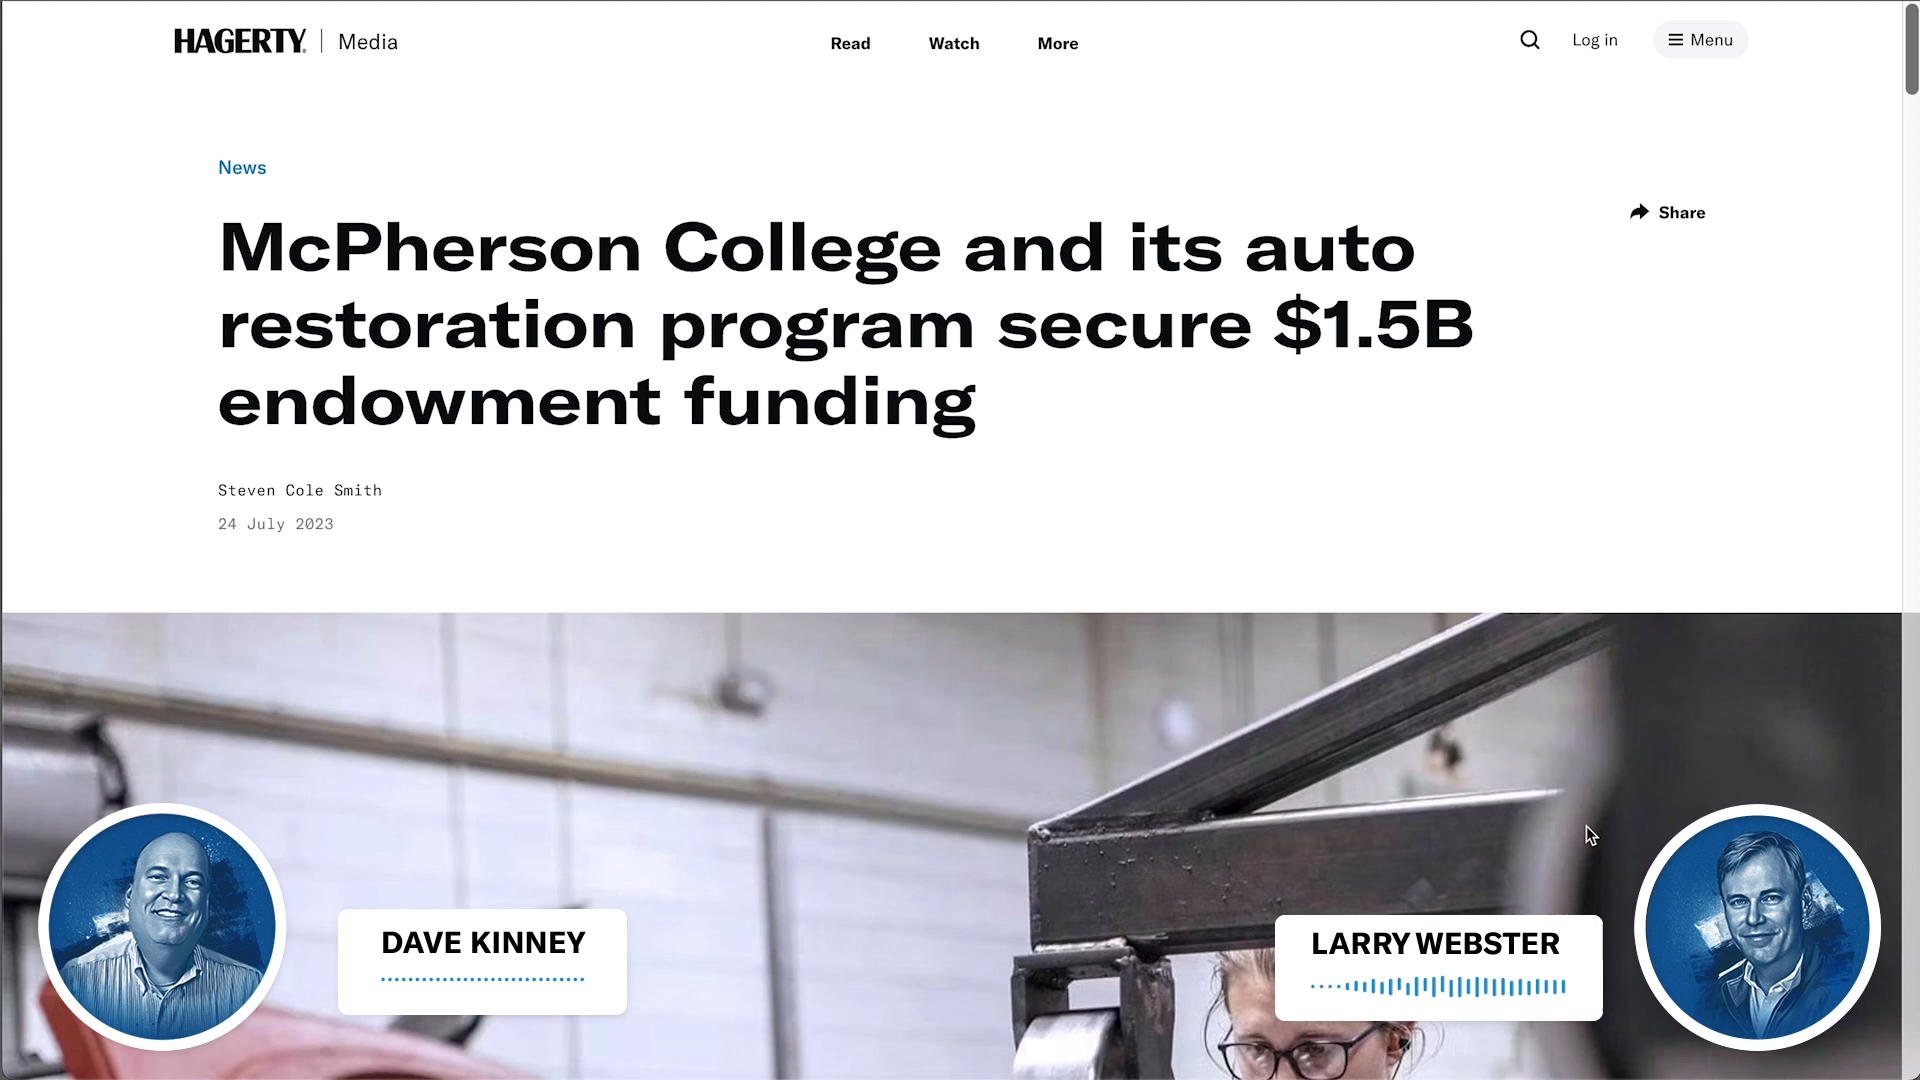 HAGERTY | Media
Read
Watch
More
Log in
Menu
News
Share
McPherson College and its auto
restoration program secure $1.5B
endowment funding
Steven Cole Smith
24 July 2023
DAVE KINNEY
LARRY WEBSTER